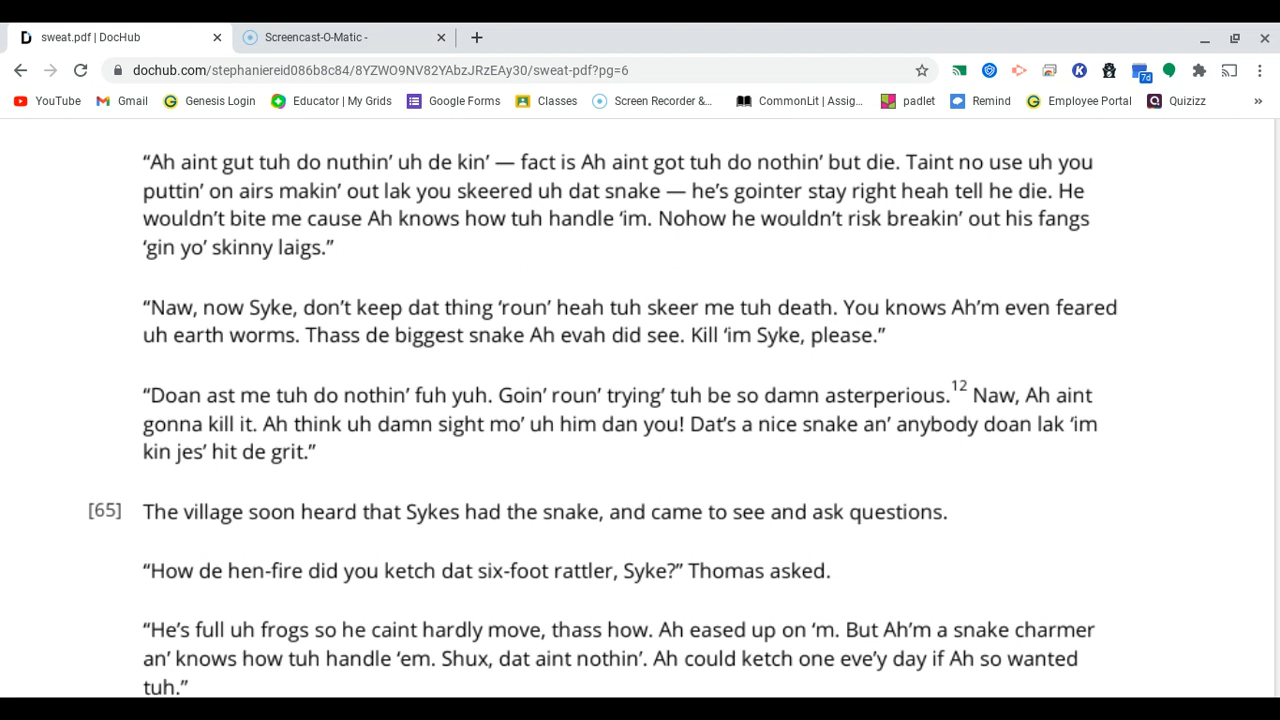 sweat.pdf | DocHub
Screencast-O-Matic -
dochub.com/stephaniereid086b8c84/8YZWO9NV82YAbzJRzEAy30/sweat-pdf?pg=6
7d
YouTube Gmail Genesis Login Educator | My Grids Google Forms Classes Screen Recorder &... CommonLit | Assig... padlet Remind Employee Portal Quizizz »
“Ah aint gut tuh do nuthin’ uh de kin’ — fact is Ah aint got tuh do nothin’ but die. Taint no use uh you
puttin’ on airs makin’ out lak you skeered uh dat snake — he’s gointer stay right heah tell he die. He
wouldn’t bite me cause Ah knows how tuh handle ‘im. Nohow he wouldn’t risk breakin’ out his fangs
‘gin yo’ skinny laigs.”
“Naw, now Syke, don’t keep dat thing ‘roun’ heah tuh skeer me tuh death. You knows Ah’m even feared
uh earth worms. Thass de biggest snake Ah evah did see. Kill ‘im Syke, please.”
“Doan ast me tuh do nothin’ fuh yuh. Goin’ roun’ trying’ tuh be so damn asterperious.12 Naw, Ah aint
gonna kill it. Ah think uh damn sight mo’ uh him dan you! Dat’s a nice snake an’ anybody doan lak ‘im
kin jes’ hit de grit.”
[65] The village soon heard that Sykes had the snake, and came to see and ask questions.
“How de hen-fire did you ketch dat six-foot rattler, Syke?” Thomas asked.
“He’s full uh frogs so he caint hardly move, thass how. Ah eased up on ‘m. But Ah’m a snake charmer
an’ knows how tuh handle ‘em. Shux, dat aint nothin’. Ah could ketch one eve’y day if Ah so wanted
tuh.”